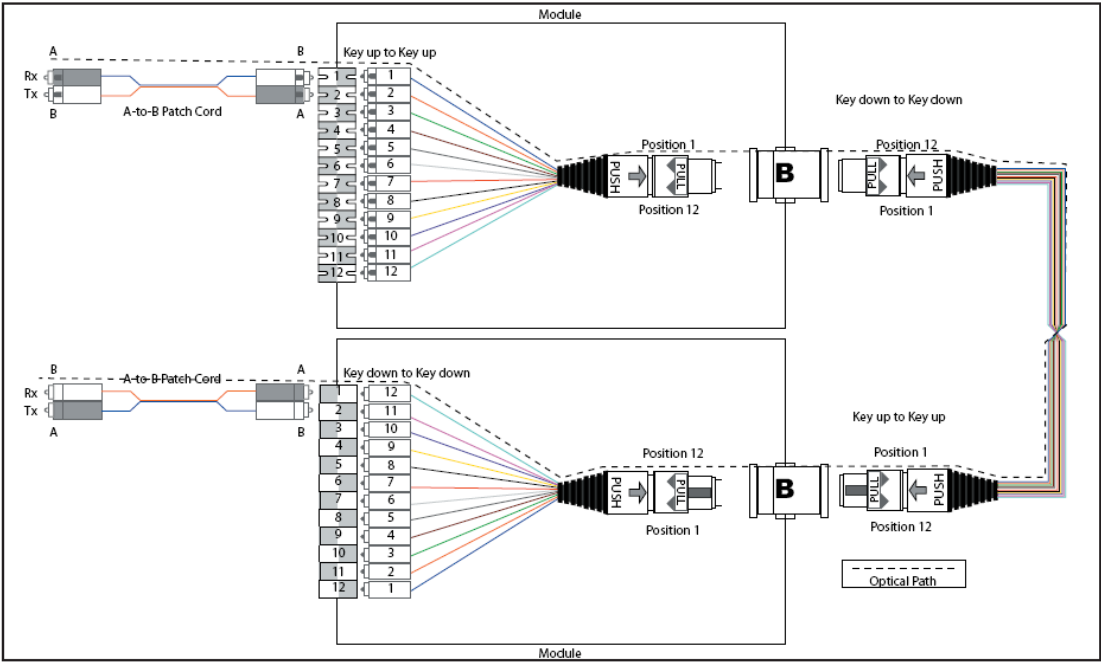 Module
A
B
Key up to Key up
Rx
Tx
A-to-B Patch Cord
B
A
1 1
2 2
3 3
4 4
5 5
6 6
7 7
8 8
9 9
10 10
11 11
12 12
Position 1
PUSH
PULL
Position 12
B
Key down to Key down
Position 12
PULL
PUSH
Position 1
B
A-to-B Patch Cord
A
Key down to Key down
Rx
Tx
A
B
1 12
2 11
3 10
4 9
5 8
6 7
7 6
8 5
9 4
10 3
11 2
12 1
Position 12
PUSH
PULL
Position 1
B
Key up to Key up
Position 1
PULL
PUSH
Position 12
Optical Path
Module